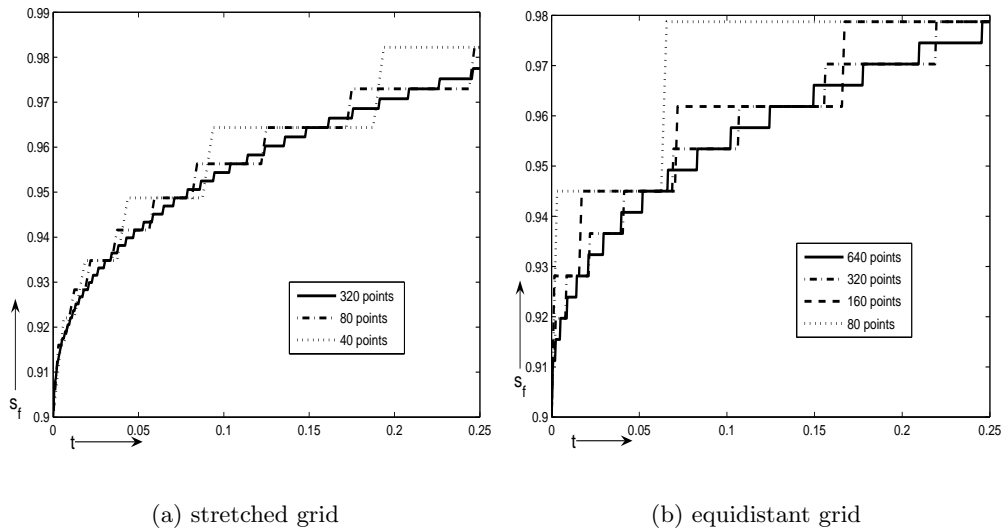 0.99
0.98
0.97
0.96
0.95
0.94
0.93
0.92
0.91
0.9
s_f
0
0.05
0.1
0.15
0.2
0.25
t
320 points
80 points
40 points
(a) stretched grid
0.98
0.97
0.96
0.95
0.94
0.93
0.92
0.91
0.9
s_f
0
0.05
0.1
0.15
0.2
0.25
t
640 points
320 points
160 points
80 points
(b) equidistant grid